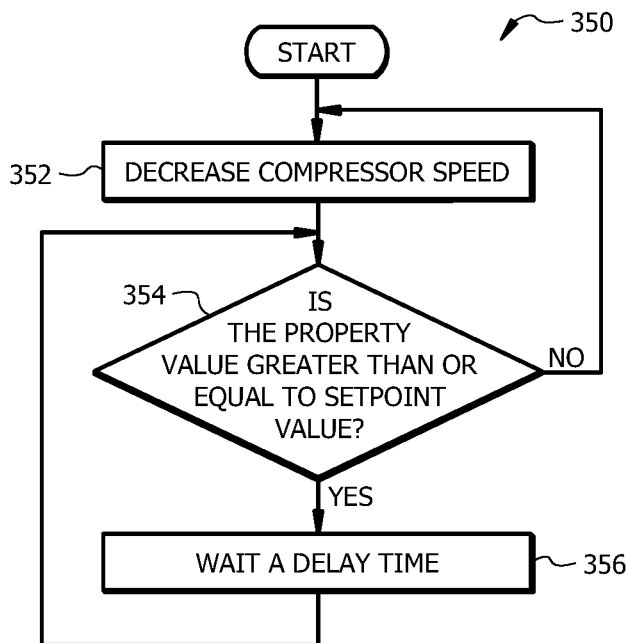 350
START
352
DECREASE COMPRESSOR SPEED
354
IS
THE PROPERTY
VALUE GREATER THAN OR
EQUAL TO SETPOINT
VALUE?
NO
YES
WAIT A DELAY TIME
356